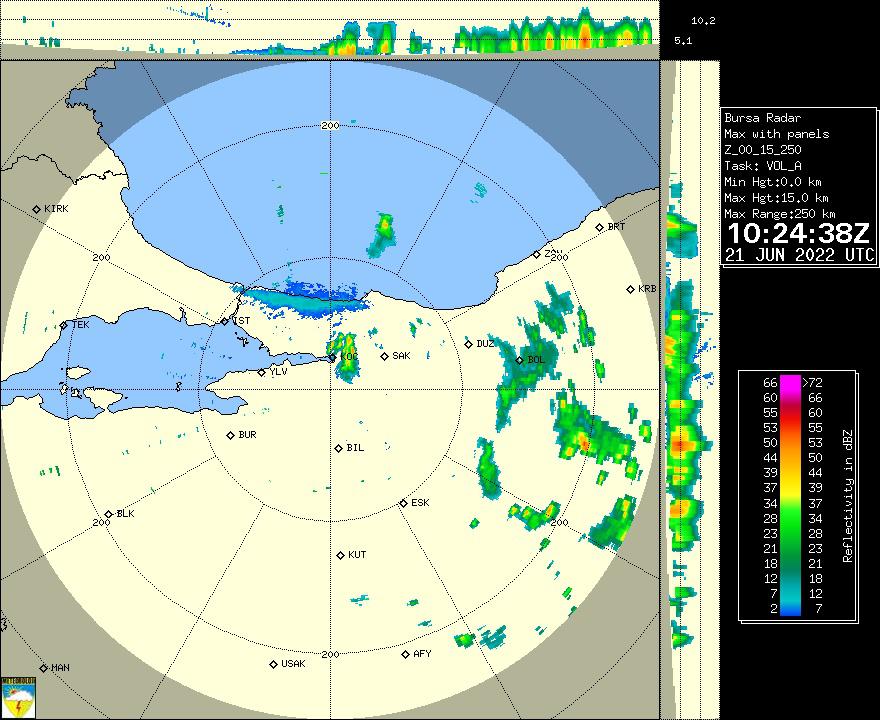 10.2
5.1
Bursa Radar
Max with panels
Z_00_15_250
Task: VOL_A
Min Hgt:0.0 km
Max Hgt:15.0 km
Max Range:250 km
10:24:38Z
21 JUN 2022 UTC
200
KIRK
BRT
200
200
KRB
TEK
IST
DUZ
KOC
SAK
BOL
YLV
BUR
BIL
ESK
BLK
200
200
KUT
200
AFY
USAK
MAN
66 >72
60 66
55 60
53 55
50 53
44 50
39 44
37 39
34 37
28 34
23 28
21 23
18 21
12 18
7 12
2 7
Reflectivity in dBZ